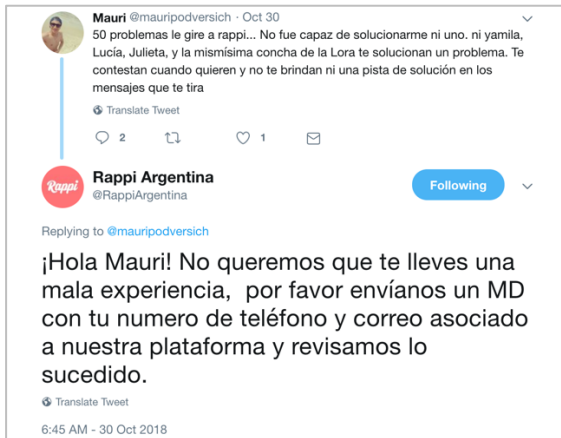 Mauri @mauripodversich · Oct 30
50 problemas le gire a rappi... No fue capaz de solucionarme ni uno. ni yamila,
Lucía, Julieta, y la mismísima concha de la Lora te solucionan un problema. Te
contestan cuando quieren y no te brindan ni una pista de solución en los
mensajes que te tira
Translate Tweet
2 1
Rappi
Rappi Argentina
@RappiArgentina
Following
Replying to @mauripodversich
¡Hola Mauri! No queremos que te lleves una
mala experiencia, por favor envíanos un MD
con tu numero de teléfono y correo asociado
a nuestra plataforma y revisamos lo
sucedido.
Translate Tweet
6:45 AM - 30 Oct 2018